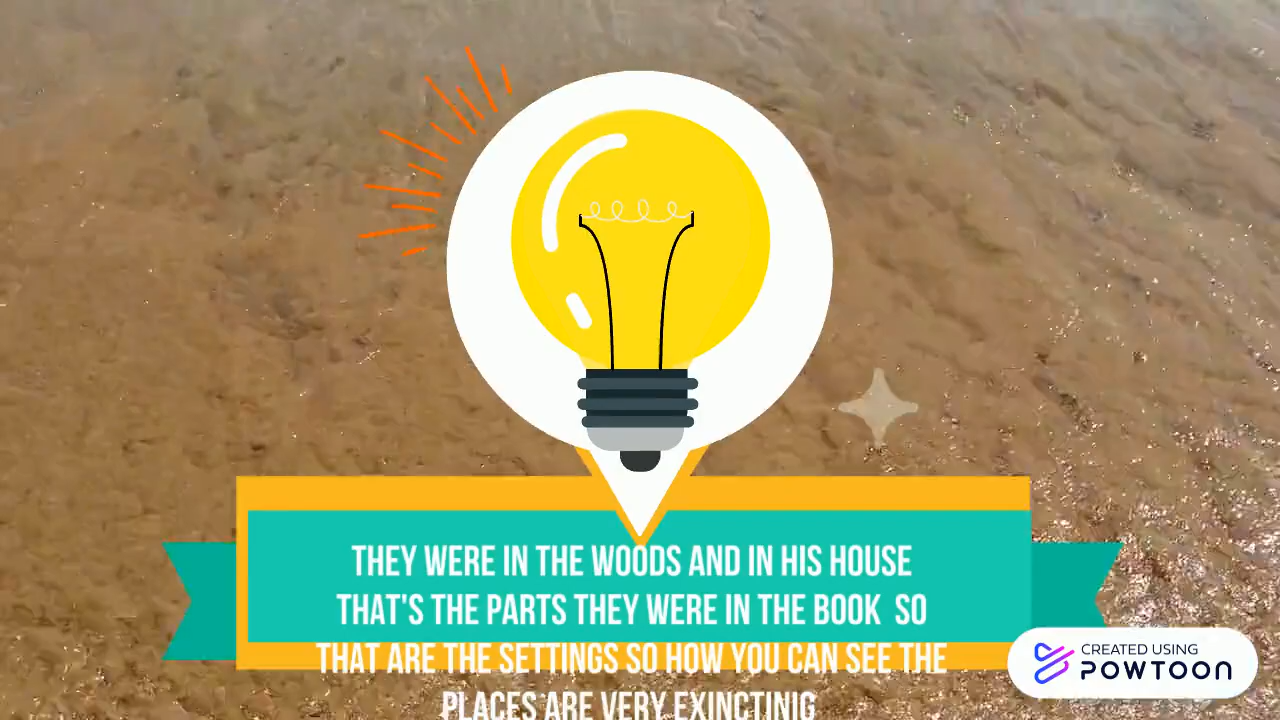 THEY WERE IN THE WOODS AND IN HIS HOUSE
THAT'S THE PARTS THEY WERE IN THE BOOK SO
THAT ARE THE SETTINGS SO HOW YOU CAN SEE THE
PLACES ARE VERY EXINCTINIG
CREATED USING
POWTOON